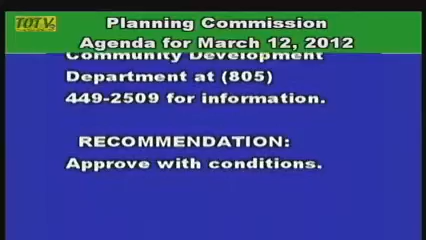 TOTV
Planning Commission
Agenda for March 12, 2012
Community Development
Department at (805)
449-2509 for information.
RECOMMENDATION:
Approve with conditions.